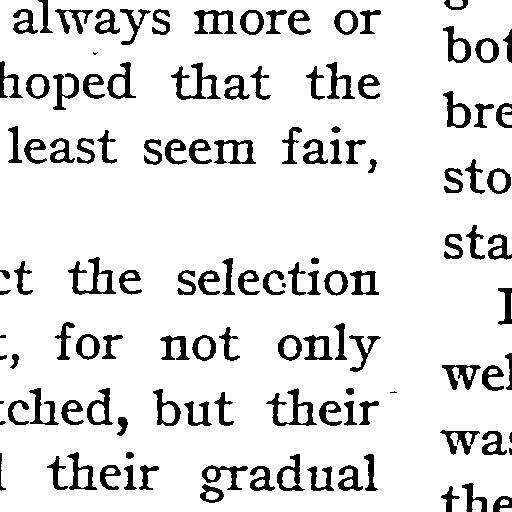 always more or
hoped that the
least seem fair,
ct the selection
t, for not only
tched, but their
their gradual
bot
bre
sto
sta
I
wel
was
the